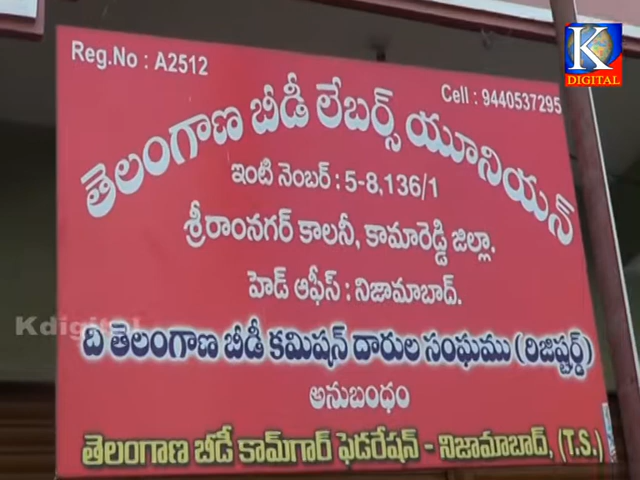 K
DIGITAL
Reg.No : A2512
Cell : 9440537295
తెలంగాణ బీడీ లేబర్స్ యూనియన్
ఇంటి నెంబర్ : 5-8,136/1
శ్రీరాంనగర్ కాలనీ, కామారెడ్డి జిల్లా.
హెడ్ ఆఫీస్ : నిజామాబాద్.
Kdigital
ది తెలంగాణ బీడీ కమిషన్ దారుల సంఘము (రిజిష్టర్డ్)
అనుబంధం
తెలంగాణ బీడీ కామ్‌గార్ ఫెడరేషన్ - నిజామాబాద్, (T.S.)